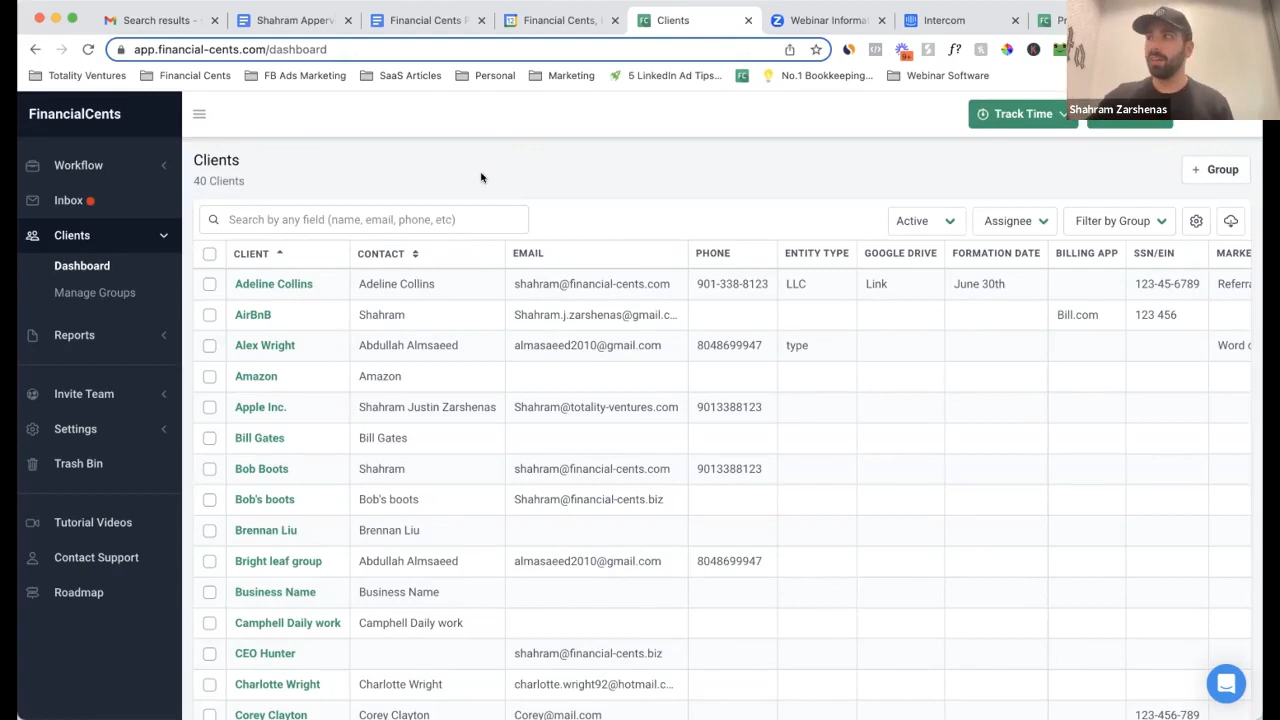 Search results -
Shahram Apperv
Financial Cents P
Financial Cents,
Clients
Webinar Informa
Intercom
app.financial-cents.com/dashboard
f?
9+
K
Totality Ventures
Financial Cents
FB Ads Marketing
SaaS Articles
Personal
Marketing
5 LinkedIn Ad Tips...
FC
No.1 Bookkeeping...
Webinar Software
Shahram Zarshenas
FinancialCents
Track Time
Workflow
Inbox
Clients
Dashboard
Manage Groups
Reports
Invite Team
Settings
Trash Bin
Tutorial Videos
Contact Support
Roadmap
Clients
40 Clients
+ Group
Search by any field (name, email, phone, etc)
Active
Assignee
Filter by Group
CLIENT CONTACT EMAIL PHONE ENTITY TYPE GOOGLE DRIVE FORMATION DATE BILLING APP SSN/EIN MARKE
Adeline Collins Adeline Collins shahram@financial-cents.com 901-338-8123 LLC Link June 30th 123-45-6789 Referra
AirBnB Shahram Shahram.j.zarshenas@gmail.c... Bill.com 123 456
Alex Wright Abdullah Almsaeed almasaeed2010@gmail.com 8048699947 type Word o
Amazon Amazon
Apple Inc. Shahram Justin Zarshenas Shahram@totality-ventures.com 9013388123
Bill Gates Bill Gates
Bob Boots Shahram shahram@financial-cents.com 9013388123
Bob's boots Bob's boots Shahram@financial-cents.biz
Brennan Liu Brennan Liu
Bright leaf group Abdullah Almsaeed almasaeed2010@gmail.com 8048699947
Business Name Business Name
Camphell Daily work Camphell Daily work
CEO Hunter shahram@financial-cents.biz
Charlotte Wright Charlotte Wright charlotte.wright92@hotmail.c...
Corey Clayton Corey Clayton Corey@mail.com 123-456-789